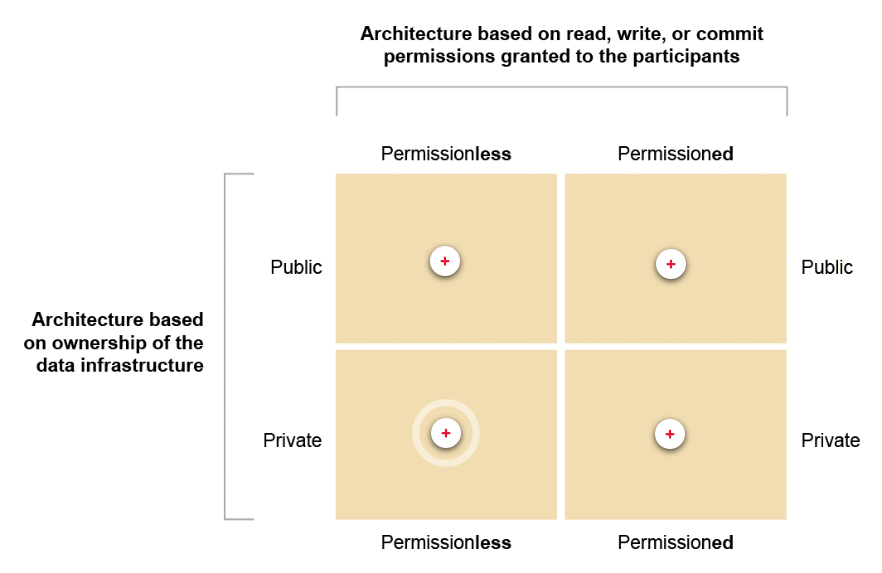 Architecture based on read, write, or commit
permissions granted to the participants
Permissionless
Permissioned
Public
Public
Architecture based
on ownership of the
data infrastructure
Private
Private
Permissionless
Permissioned